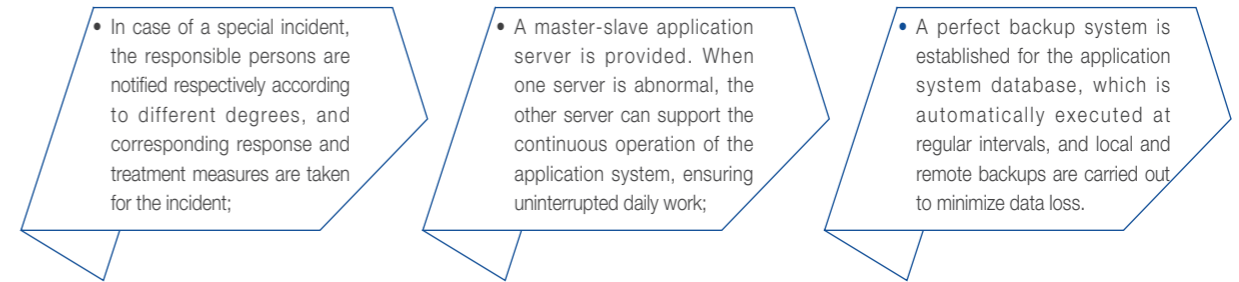 • In case of a special incident,
the responsible persons are
notified respectively according
to different degrees, and
corresponding response and
treatment measures are taken
for the incident;
• A master-slave application
server is provided. When
one server is abnormal, the
other server can support the
continuous operation of the
application system, ensuring
uninterrupted daily work;
• A perfect backup system is
established for the application
system database, which is
automatically executed at
regular intervals, and local and
remote backups are carried out
to minimize data loss.